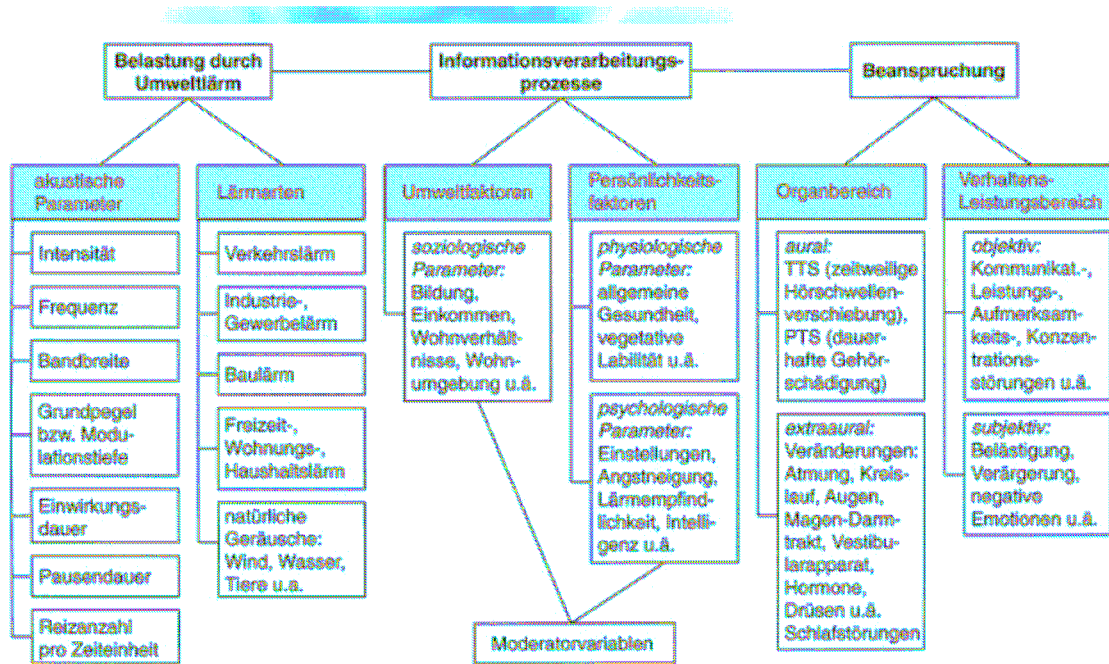 Belastung durch
Umweltlärm
Informationsverarbeitungs-
prozesse
Beanspruchung
akustische
Parameter
Intensität
Frequenz
Bandbreite
Grundpegel
bzw. Modu-
lationstiefe
Einwirkungs-
dauer
Pausendauer
Reizanzahl
pro Zeiteinheit
Lärmarten
Verkehrslärm
Industrie-,
Gewerbelärm
Baulärm
Freizeit-,
Wohnungs-,
Haushaltslärm
natürliche
Geräusche:
Wind, Wasser,
Tiere u.a.
Umweltfaktoren
soziologische
Parameter:
Bildung,
Einkommen,
Wohnverhält-
nisse, Wohn-
umgebung u.ä.
Persönlichkeits-
faktoren
physiologische
Parameter:
allgemeine
Gesundheit,
vegetative
Labilität u.ä.
psychologische
Parameter:
Einstellungen,
Angstneigung,
Lärmempfind-
lichkeit, Intelli-
genz u.ä.
Moderatorvariablen
Organbereich
aural:
TTS (zeitweilige
Hörschwellen-
verschiebung),
PTS (dauer-
hafte Gehör-
schädigung)
extraaural:
Veränderungen:
Atmung, Kreis-
lauf, Augen,
Magen-Darm-
trakt, Vestibu-
larapparat,
Hormone,
Drüsen u.ä.
Schlafstörungen
Verhaltens-
Leistungsbereich
objektiv:
Kommunikat.-,
Leistungs-,
Aufmerksam-
keits-, Konzen-
trations-
störungen u.ä.
subjektiv:
Belästigung,
Verärgerung,
negative
Emotionen u.ä.